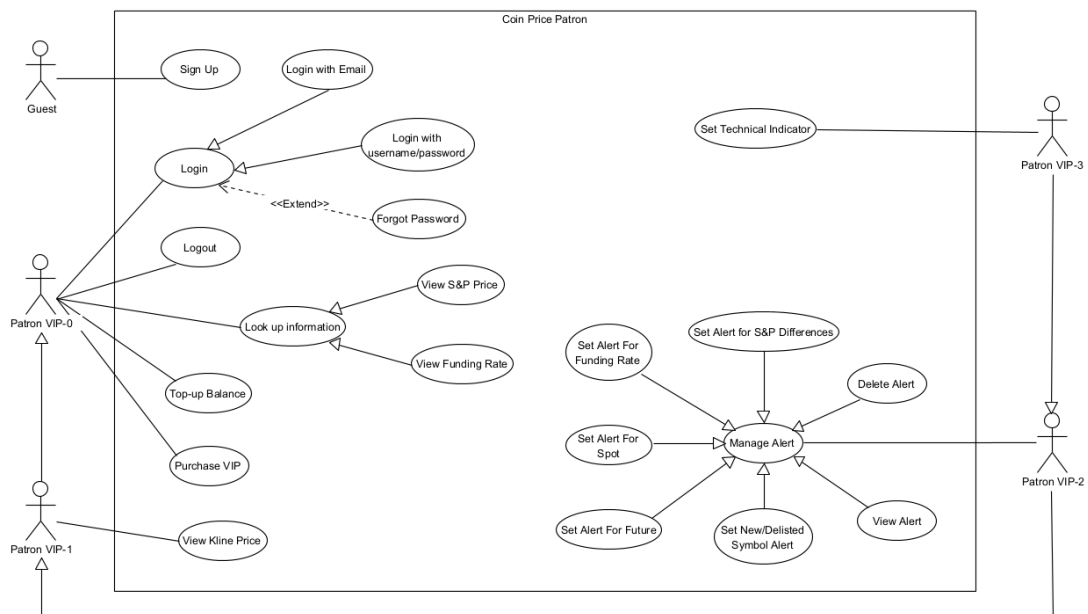 Coin Price Patron
Guest
Sign Up
Login with Email
Login with
username/password
Login
<<Extend>>
Forgot Password
Set Technical Indicator
Patron VIP-3
Logout
Patron VIP-0
View S&P Price
Look up information
View Funding Rate
Top-up Balance
Purchase VIP
Set Alert For
Funding Rate
Set Alert for S&P Differences
Delete Alert
Set Alert For
Spot
Manage Alert
Patron VIP-2
Set Alert For Future
Set New/Delisted
Symbol Alert
View Alert
Patron VIP-1
View Kline Price